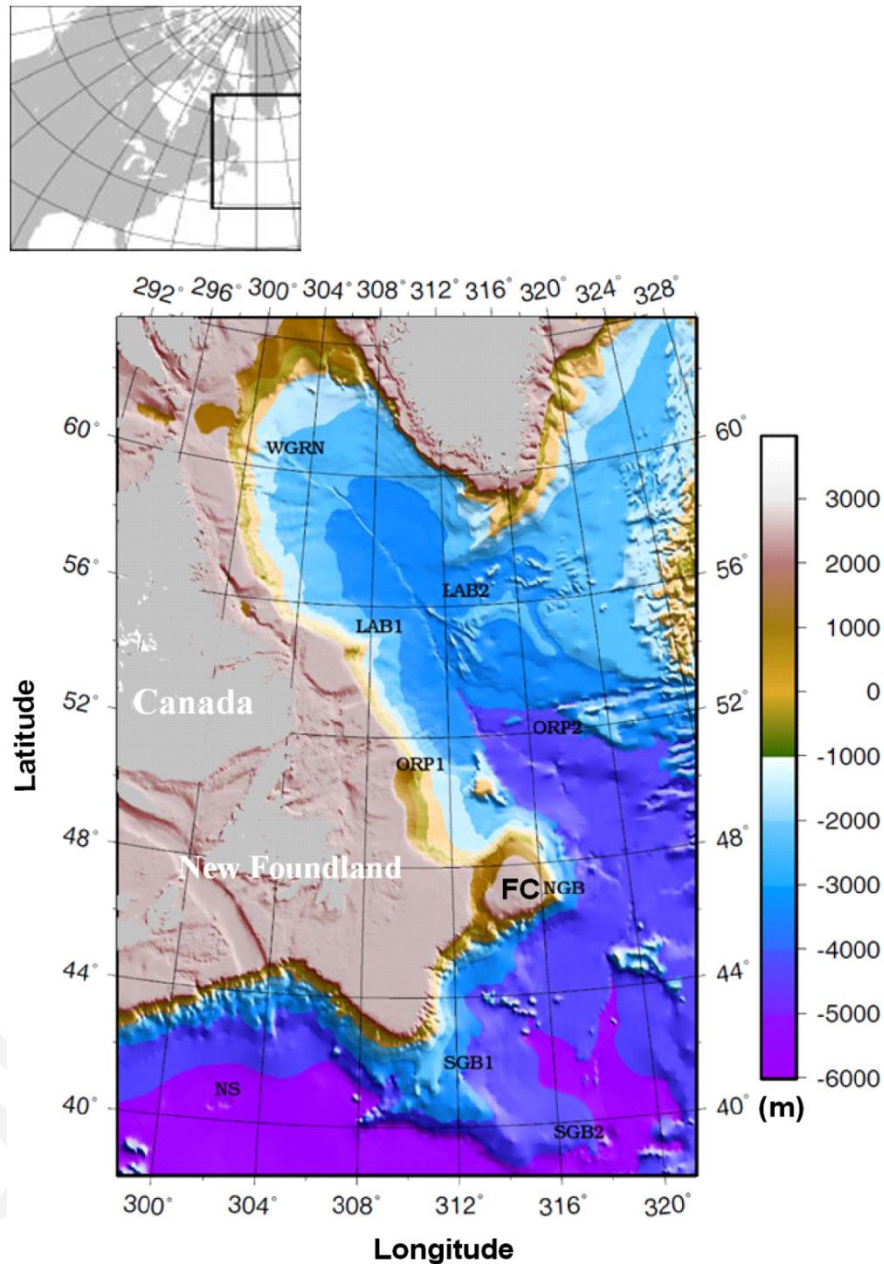 292° 296° 300° 304° 308° 312° 316° 320° 324° 328°
60° 60°
WGRN
3000
2000
56° 56°
LAB2
LAB1
1000
Canada
52° 52°
0
ORP2
ORP1
-1000
Latitude
-2000
48° 48°
New Foundland
FC NGB
-3000
44° 44°
-4000
SGB1
-5000
NS
40° 40°
-6000
(m)
SGB2
300° 304° 308° 312° 316° 320°
Longitude